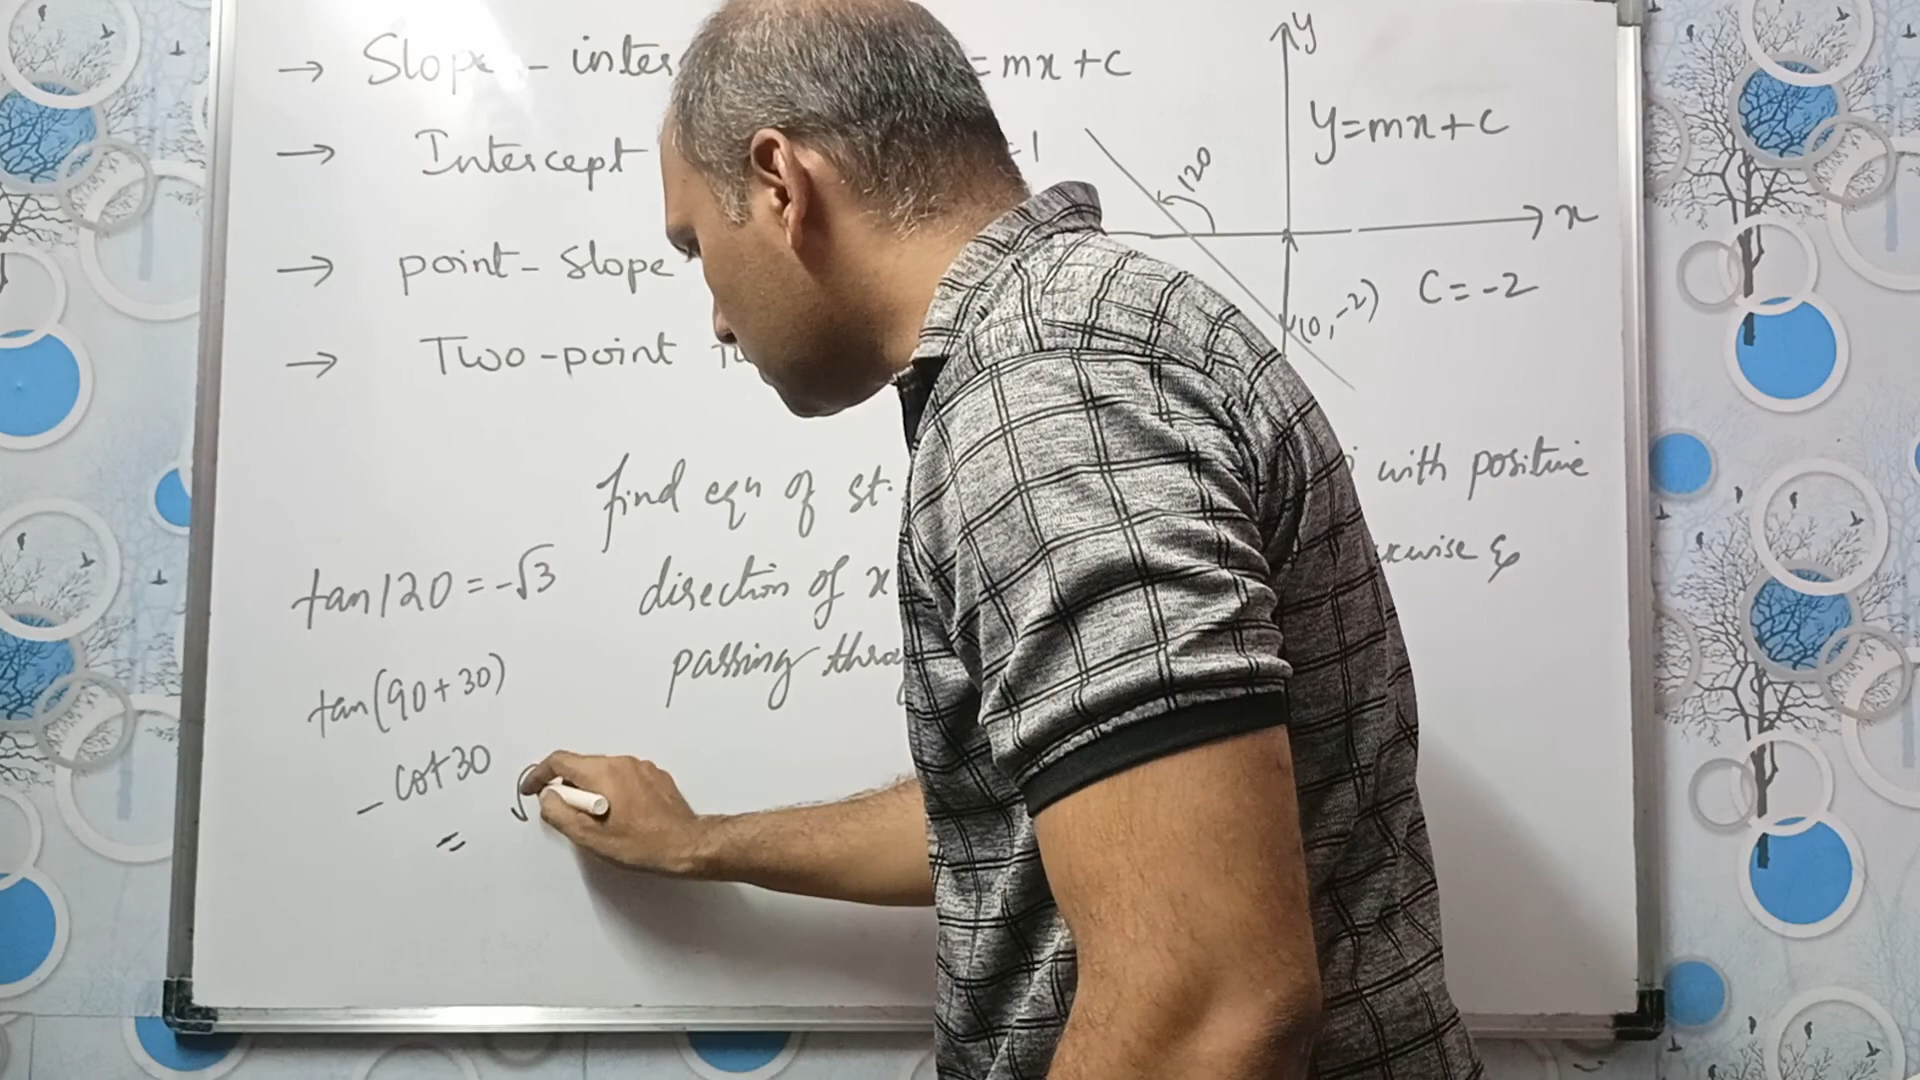 → Slope - inter = mx + c
→ Intercept = 1
→ point - slope
→ Two-point
y
y = mx + c
120
x
(0, -2) C = -2
find eqn of st. with positive
direction of x wise &
passing thro
tan 120 = -√3
tan (90 + 30)
- cot 30
= √